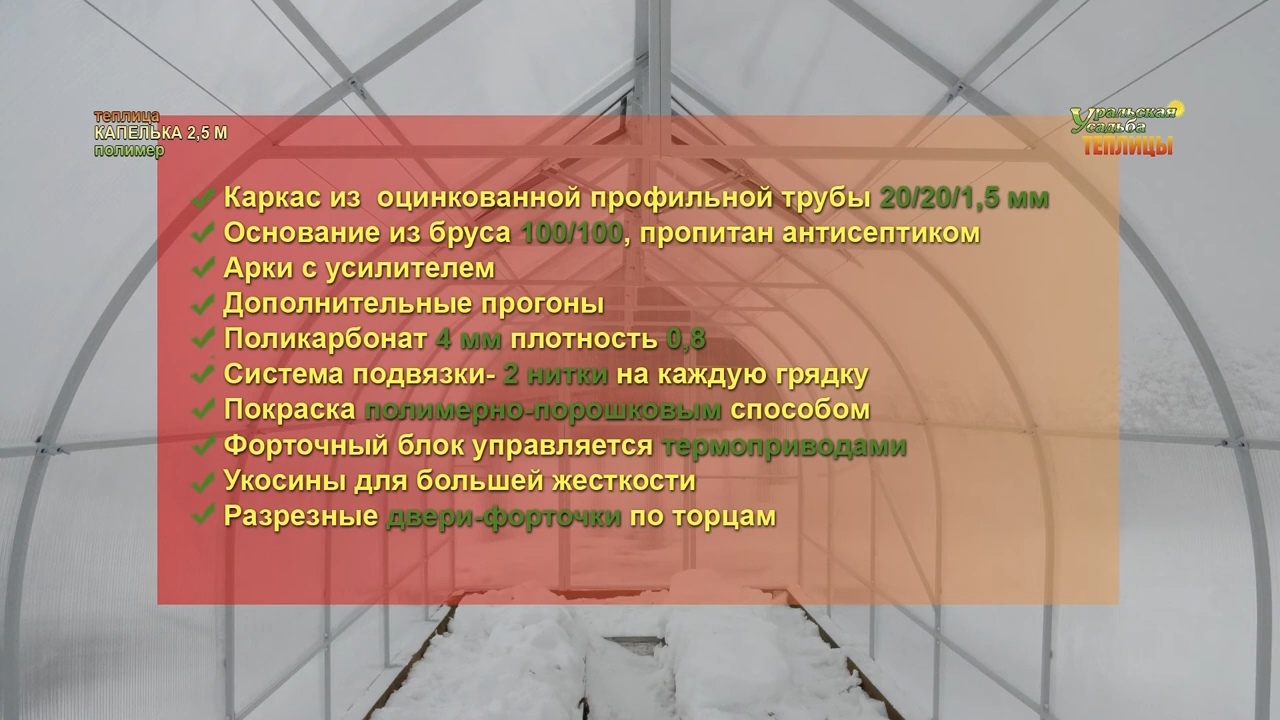 теплица
КАПЕЛЬКА 2,5 М
полимер
Уральская
Усадьба
ТЕПЛИЦЫ
Каркас из оцинкованной профильной трубы 20/20/1,5 мм
Основание из бруса 100/100, пропитан антисептиком
Арки с усилителем
Дополнительные прогоны
Поликарбонат 4 мм плотность 0,8
Система подвязки- 2 нитки на каждую грядку
Покраска полимерно-порошковым способом
Форточный блок управляется термоприводами
Укосины для большей жесткости
Разрезные двери-форточки по торцам